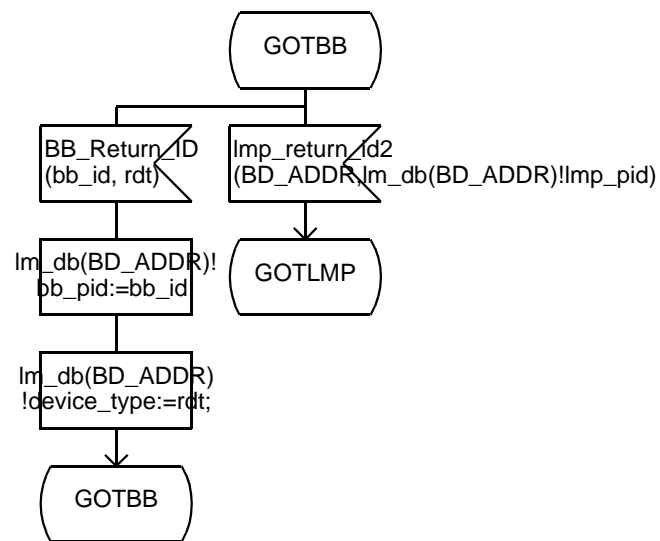 GOTBB
BB_Return_ID
(bb_id, rdt)
lmp_return_id2
(BD_ADDR,lm_db(BD_ADDR)!lmp_pid)
lm_db(BD_ADDR)!
bb_pid:=bb_id
GOTLMP
lm_db(BD_ADDR)
!device_type:=rdt;
GOTBB